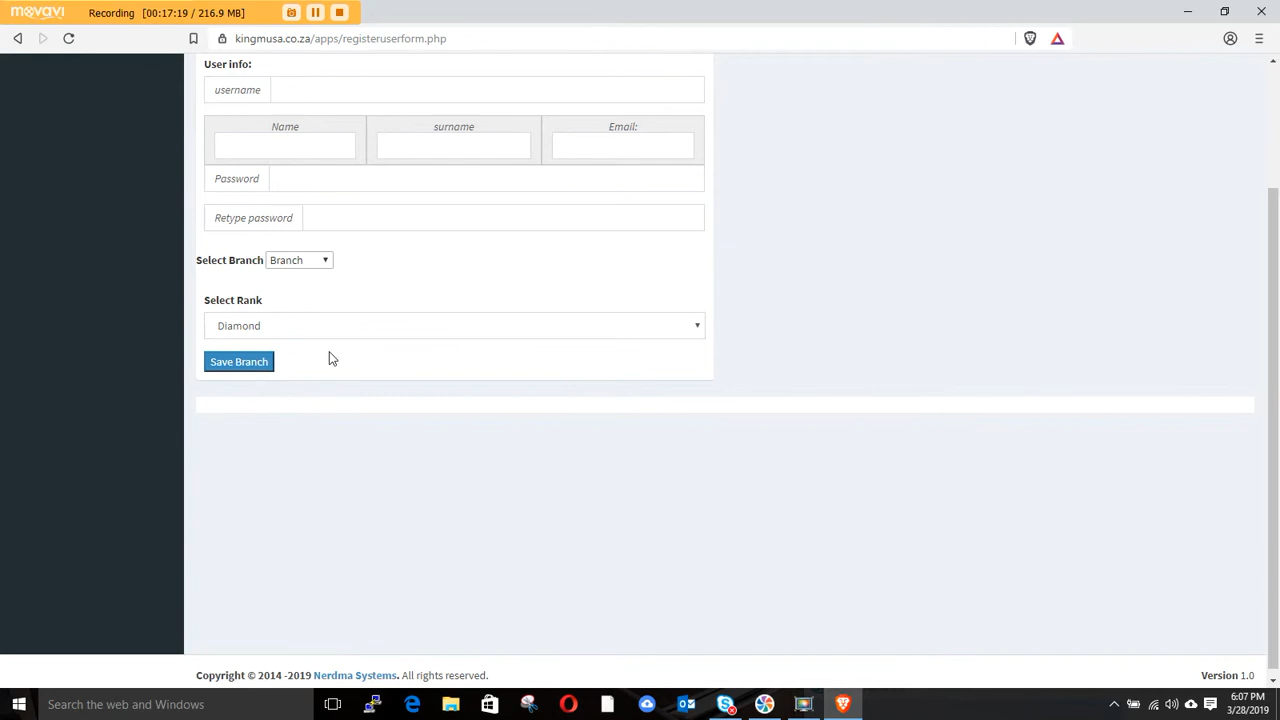 movavi Recording [00:17:19 / 216.9 MB]
kingmusa.co.za/apps/registeruserform.php
User info:
username
Name surname Email:
Password
Retype password
Select Branch Branch
Select Rank
Diamond
Save Branch
Copyright © 2014 -2019 Nerdma Systems. All rights reserved. Version 1.0
Search the web and Windows
6:07 PM
3/28/2019